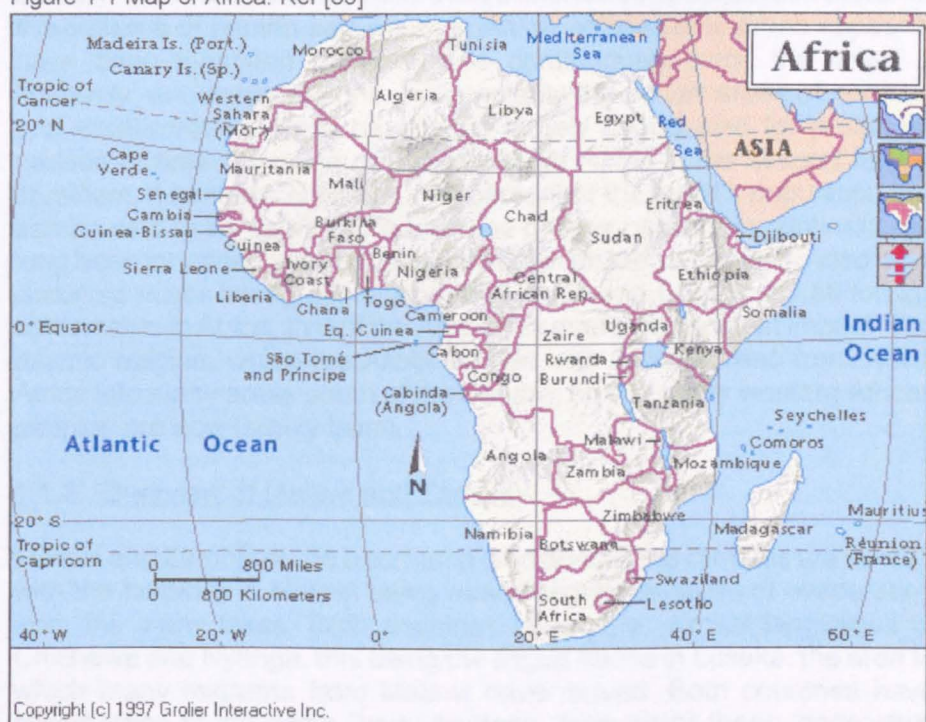 Figure 1-1 Map of Africa. Ref [35]
Africa
Madeira Is. (Port.)
Canary Is. (Sp.)
Morocco
Tunisia
Mediterranean
Sea
Tropic of
Cancer
Western
Sahara
(Mor.)
Algeria
Libya
Egypt
Red
Sea
ASIA
20° N
Cape
Verde
Mauritania
Mali
Niger
Chad
Sudan
Eritrea
Senegal
Gambia
Guinea-Bissau
Guinea
Burkina
Faso
Benin
Nigeria
Djibouti
Ethiopia
Sierra Leone
Ivory
Coast
Liberia
Ghana
Togo
Central
African Rep.
Cameroon
Somalia
0° Equator
Eq. Guinea
Zaire
Uganda
Kenya
Indian
Ocean
São Tomé
and Príncipe
Gabon
Congo
Rwanda
Burundi
Cabinda
(Angola)
Tanzania
Seychelles
Comoros
Atlantic Ocean
N
Angola
Malawi
Zambia
Mozambique
20° S
Zimbabwe
Madagascar
Mauritius
Réunion
(France)
Tropic of
Capricorn
Namibia
Botswana
0 800 Miles
0 800 Kilometers
Swaziland
South
Africa
Lesotho
40° W 20° W 0° 20° E 40° E 60° E
Copyright (c) 1997 Grolier Interactive Inc.